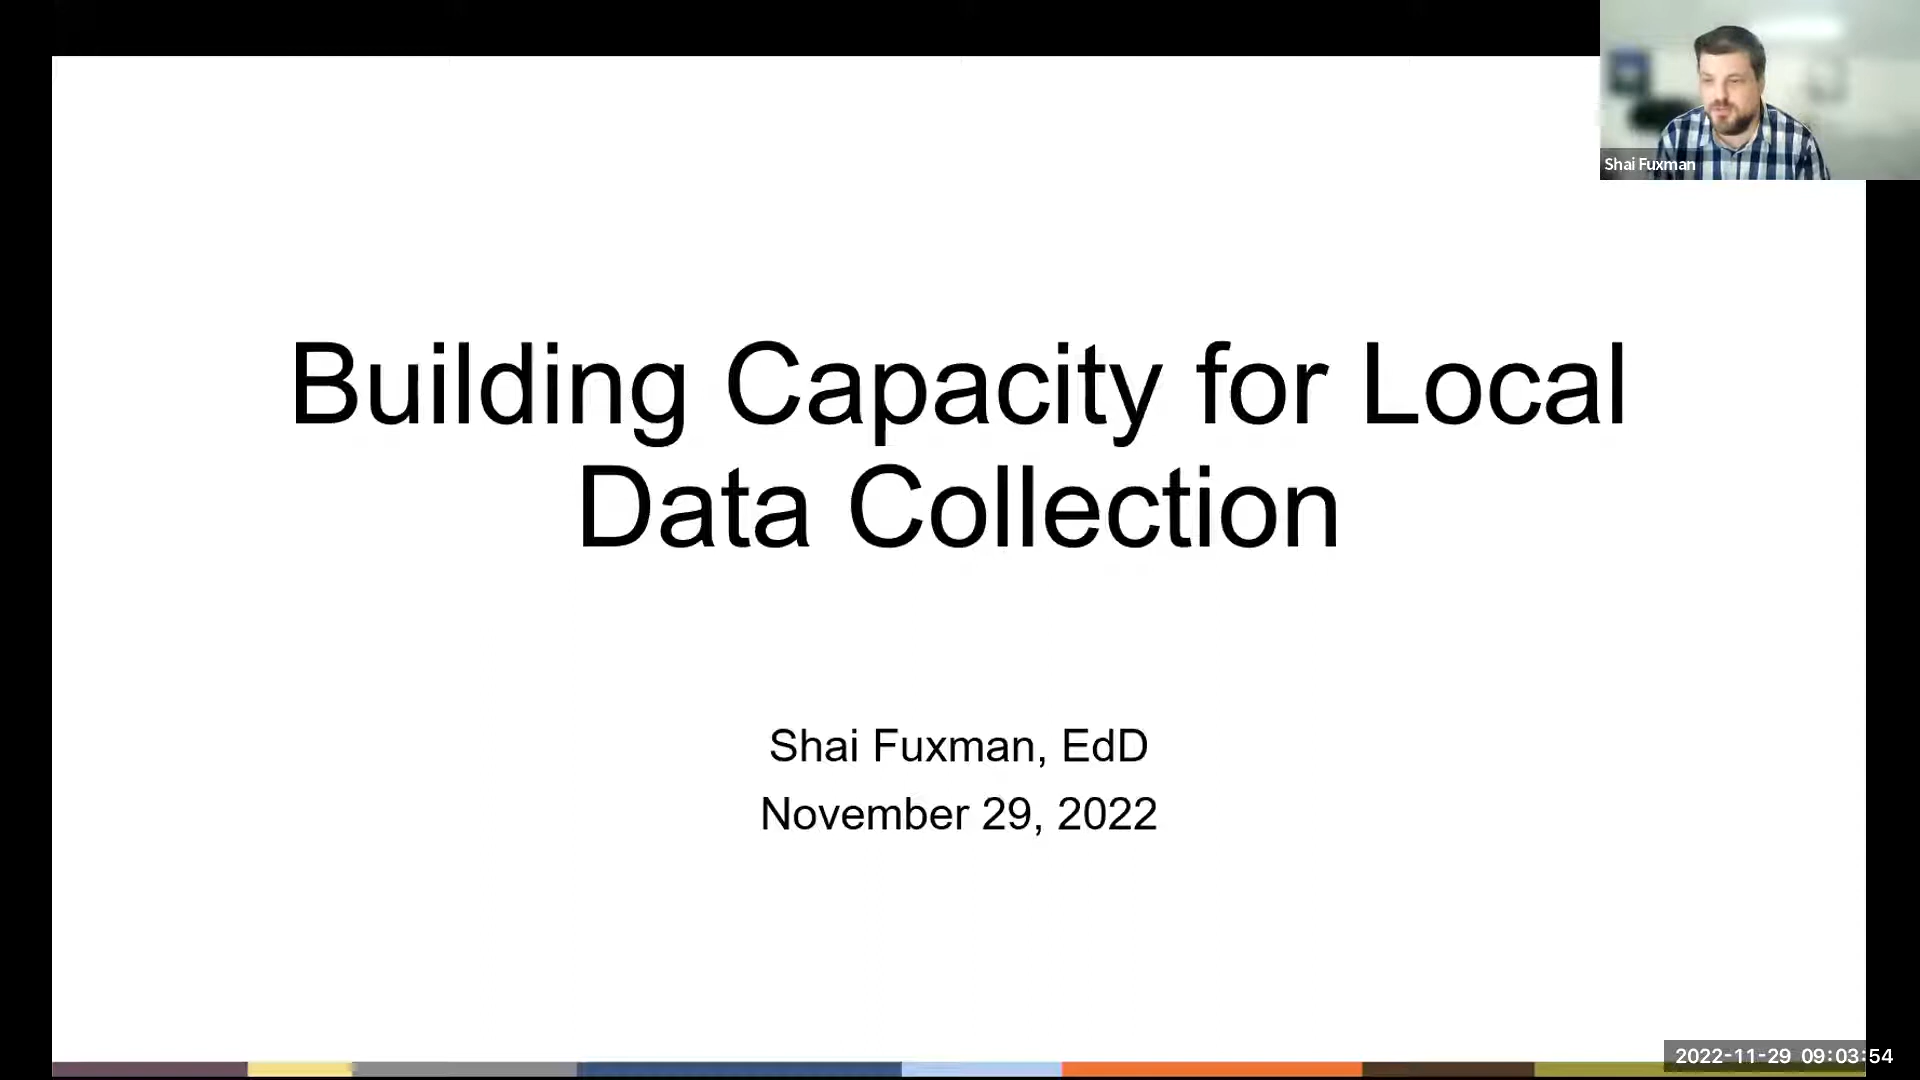 Shai Fuxman
Building Capacity for Local
Data Collection
Shai Fuxman, EdD
November 29, 2022
2022-11-29 09:03:54